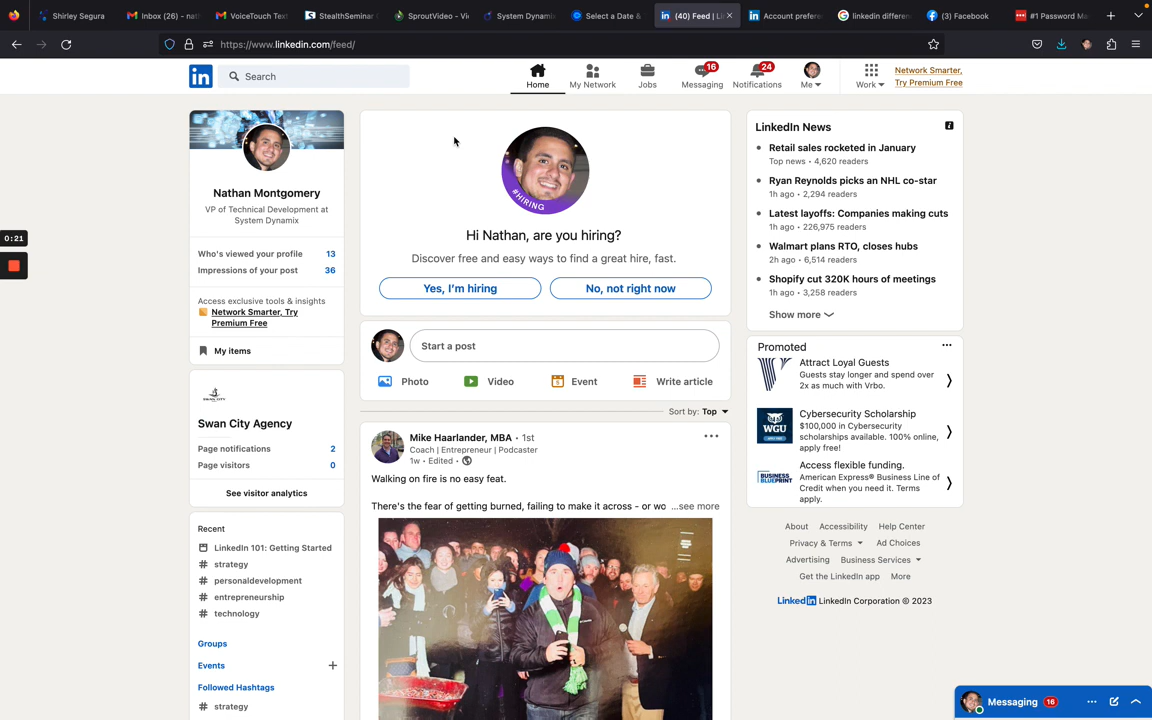 Shirley Segura
Inbox (26) - nat
VoiceTouch Text
StealthSeminar
SproutVideo - Vi
System Dynami
Select a Date &
(40) Feed | Li
Account prefer
linkedin differen
(3) Facebook
#1 Password Ma
https://www.linkedin.com/feed/
in
Search
Home
My Network
Jobs
16
Messaging
24
Notifications
Me
Work
Network Smarter,
Try Premium Free
0:21
Nathan Montgomery
VP of Technical Development at
System Dynamix
Who's viewed your profile 13
Impressions of your post 36
Access exclusive tools & insights
Network Smarter, Try
Premium Free
My items
SWAN CITY
Swan City Agency
Page notifications 2
Page visitors 0
See visitor analytics
Recent
LinkedIn 101: Getting Started
# strategy
# personaldevelopment
# entrepreneurship
# technology
Groups
Events +
Followed Hashtags
# strategy
#HIRING
Hi Nathan, are you hiring?
Discover free and easy ways to find a great hire, fast.
Yes, I'm hiring
No, not right now
Start a post
Photo
Video
Event
Write article
Sort by: Top
Mike Haarlander, MBA • 1st
Coach | Entrepreneur | Podcaster
1w • Edited •
Walking on fire is no easy feat.
There's the fear of getting burned, failing to make it across - or wo ...see more
LinkedIn News
Retail sales rocketed in January
Top news • 4,620 readers
Ryan Reynolds picks an NHL co-star
1h ago • 2,294 readers
Latest layoffs: Companies making cuts
1h ago • 226,975 readers
Walmart plans RTO, closes hubs
2h ago • 6,514 readers
Shopify cut 320K hours of meetings
1h ago • 3,258 readers
Show more
Promoted
Attract Loyal Guests
Guests stay longer and spend over
2x as much with Vrbo.
WGU
Cybersecurity Scholarship
$100,000 in Cybersecurity
scholarships available. 100% online,
apply free!
BUSINESS
BLUEPRINT
Access flexible funding.
American Express® Business Line of
Credit when you need it. Terms
apply.
About
Accessibility
Help Center
Privacy & Terms
Ad Choices
Advertising
Business Services
Get the LinkedIn app
More
LinkedIn LinkedIn Corporation © 2023
Messaging 16